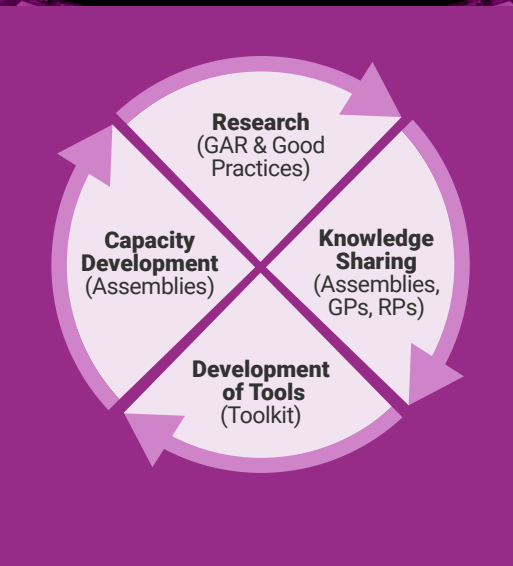 Research
(GAR & Good
Practices)
Knowledge
Sharing
(Assemblies,
GPs, RPs)
Development
of Tools
(Toolkit)
Capacity
Development
(Assemblies)